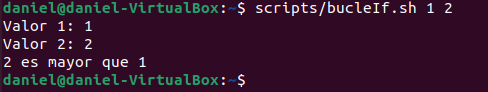 daniel@daniel-VirtualBox:~$ scripts/bucleIf.sh 1 2
Valor 1: 1
Valor 2: 2
2 es mayor que 1
daniel@daniel-VirtualBox:~$